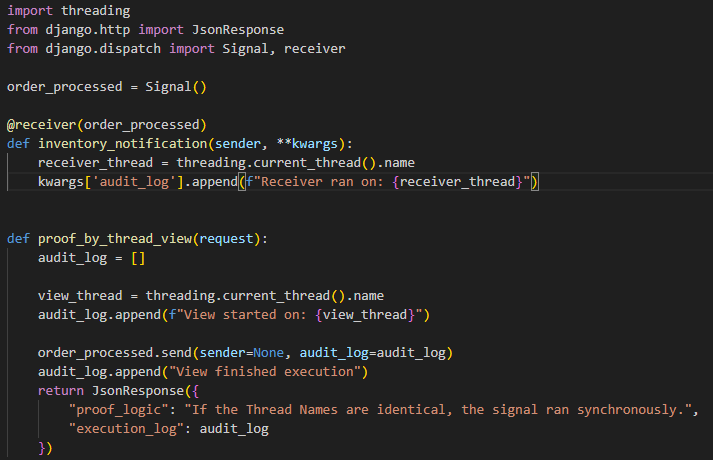 import threading
from django.http import JsonResponse
from django.dispatch import Signal, receiver

order_processed = Signal()

@receiver(order_processed)
def inventory_notification(sender, **kwargs):
    receiver_thread = threading.current_thread().name
    kwargs['audit_log'].append(f"Receiver ran on: {receiver_thread}")


def proof_by_thread_view(request):
    audit_log = []

    view_thread = threading.current_thread().name
    audit_log.append(f"View started on: {view_thread}")

    order_processed.send(sender=None, audit_log=audit_log)
    audit_log.append("View finished execution")
    return JsonResponse({
        "proof_logic": "If the Thread Names are identical, the signal ran synchronously.",
        "execution_log": audit_log
    })